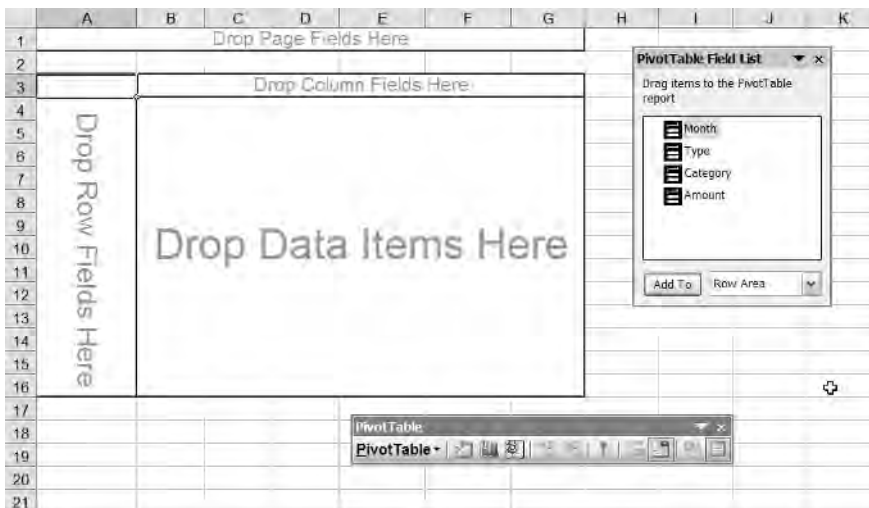 A B C D E F G H I J K
1 Drop Page Fields Here
2
3 Drop Column Fields Here
4
5
6
7
8
9
10
11
12
13
14
15
16
17
18
19
20
21
Drop Row Fields Here
Drop Data Items Here
PivotTable Field List
Drag items to the PivotTable
report
Month
Type
Category
Amount
Add To Row Area
PivotTable
PivotTable